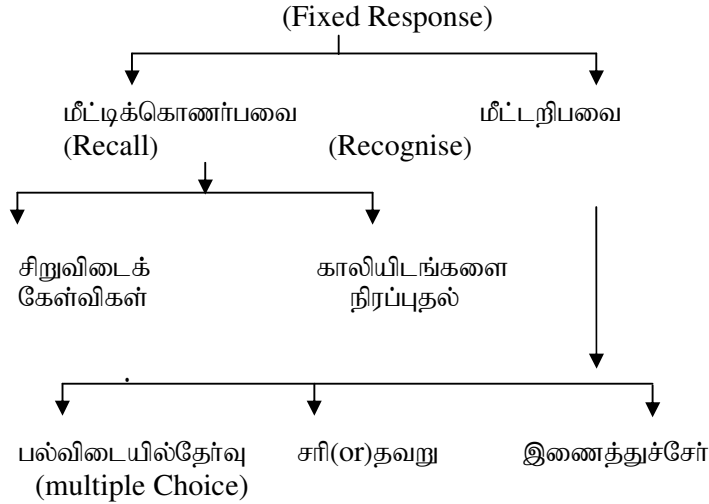 (Fixed Response)
மீட்டிக்கொணர்பவை மீட்டறிபவை
(Recall) (Recognise)
சிறுவிடைக் காலியிடங்களை
கேள்விகள் நிரப்புதல்
பல்விடையில்தேர்வு சரி(or)தவறு இணைத்துச்சேர்
(multiple Choice)